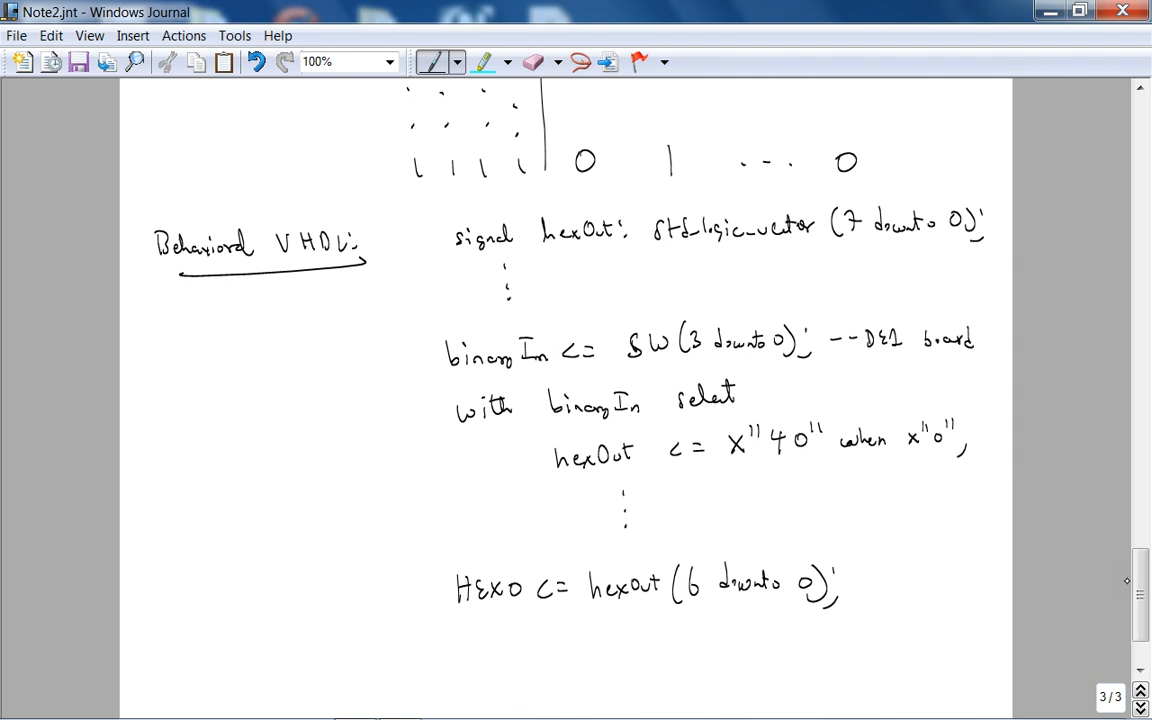 Note2.jnt - Windows Journal
File Edit View Insert Actions Tools Help
100%
. . .
. . . .
1 1 1 1 0 1 ... 0
Behavioral VHDL: signal hexOut: std_logic_vector (7 downto 0);
binaryIn <= SW(3 downto 0); --DE1 board
with binaryIn select
hexOut <= X"40" when x"0",
HEX0 <= hexOut(6 downto 0);
3/3